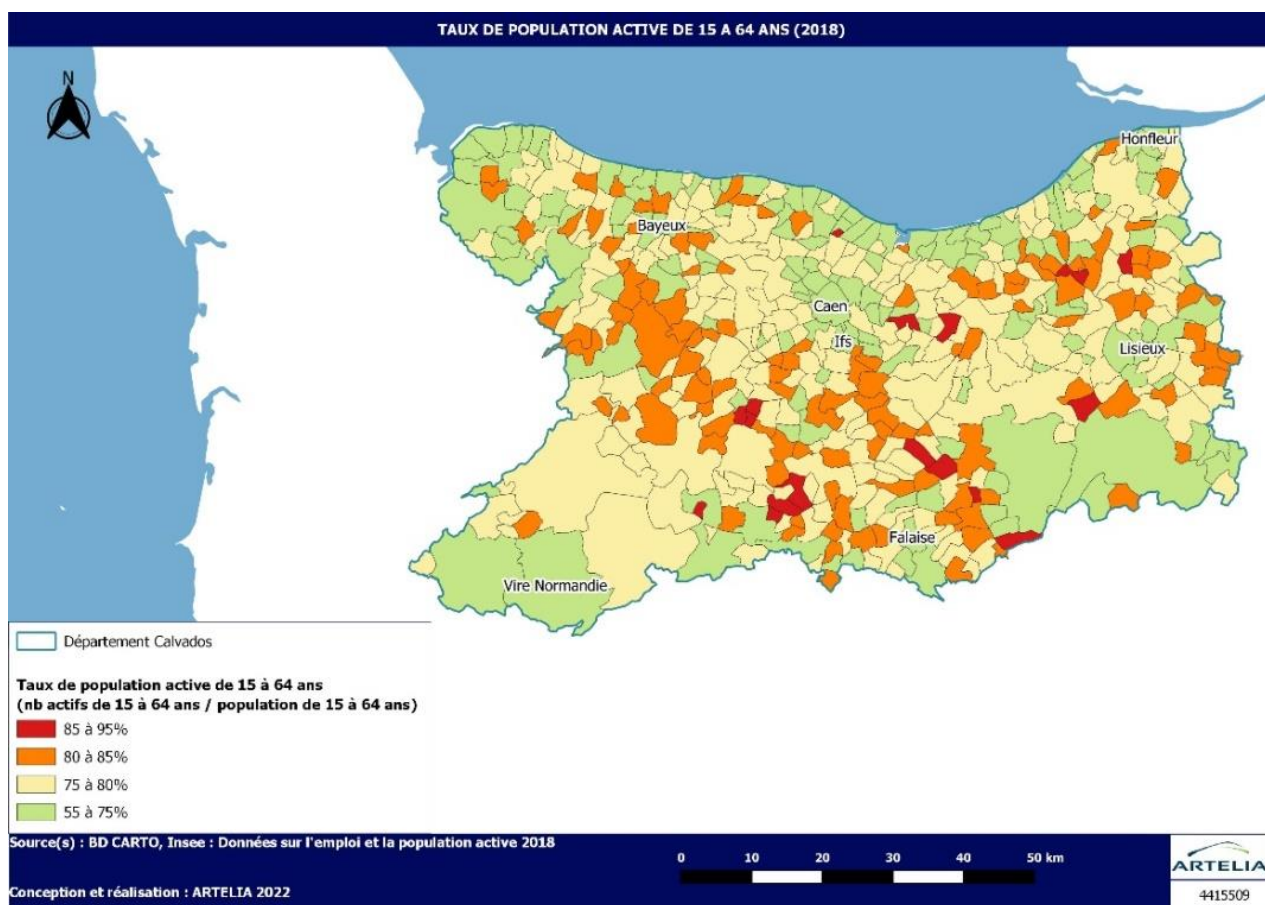 TAUX DE POPULATION ACTIVE DE 15 A 64 ANS (2018)
N
Honfleur
Bayeux
Caen
Ifs
Lisieux
Falaise
Vire Normandie
Département Calvados
Taux de population active de 15 à 64 ans
(nb actifs de 15 à 64 ans / population de 15 à 64 ans)
85 à 95%
80 à 85%
75 à 80%
55 à 75%
Source(s) : BD CARTO, Insee : Données sur l'emploi et la population active 2018
0 10 20 30 40 50 km
Conception et réalisation : ARTELIA 2022
ARTELIA
4415509